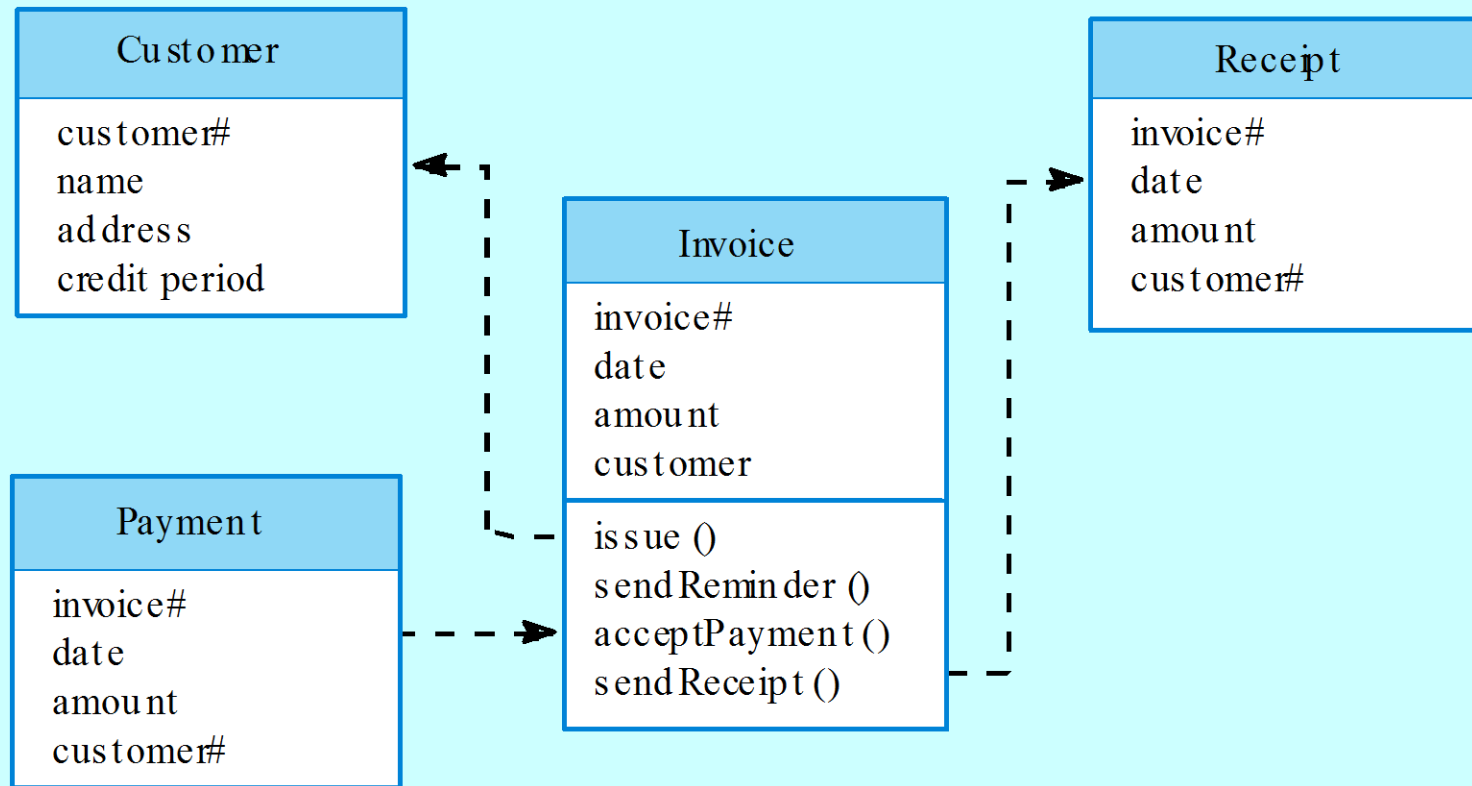 Customer
customer#
name
address
credit period
Receipt
invoice#
date
amount
customer#
Invoice
invoice#
date
amount
customer
issue ()
sendReminder ()
acceptPayment ()
sendReceipt ()
Payment
invoice#
date
amount
customer#